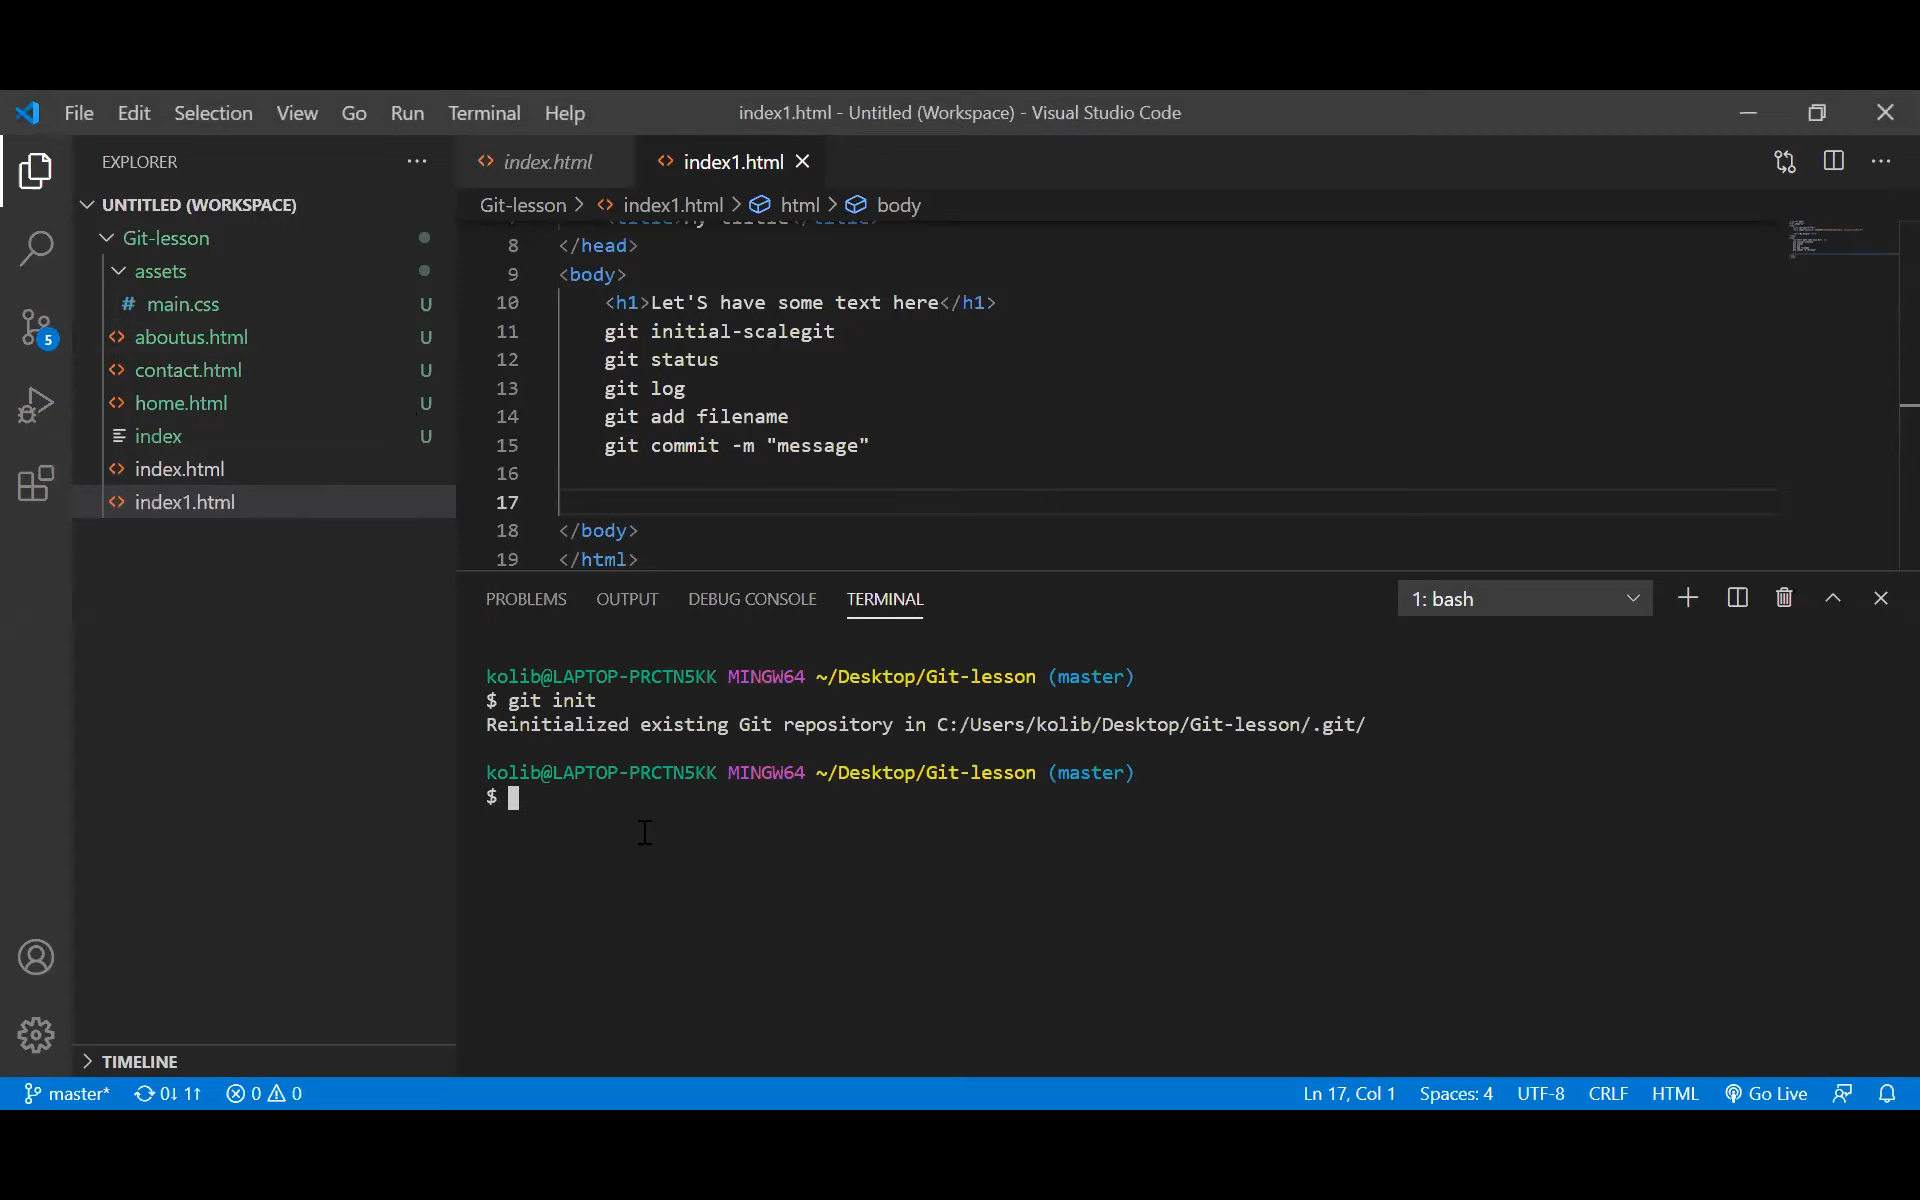 File Edit Selection View Go Run Terminal Help index1.html - Untitled (Workspace) - Visual Studio Code
EXPLORER
UNTITLED (WORKSPACE)
Git-lesson
assets
# main.css U
aboutus.html U
contact.html U
home.html U
index U
index.html
index1.html
5
TIMELINE
index.html index1.html
Git-lesson > index1.html > html > body
8 </head>
9 <body>
10 <h1>Let'S have some text here</h1>
11 git initial-scalegit
12 git status
13 git log
14 git add filename
15 git commit -m "message"
16
17
18 </body>
19 </html>
PROBLEMS OUTPUT DEBUG CONSOLE TERMINAL 1: bash
kolib@LAPTOP-PRCTN5KK MINGW64 ~/Desktop/Git-lesson (master)
$ git init
Reinitialized existing Git repository in C:/Users/kolib/Desktop/Git-lesson/.git/
kolib@LAPTOP-PRCTN5KK MINGW64 ~/Desktop/Git-lesson (master)
$
master* 0↓ 1↑ 0 0 Ln 17, Col 1 Spaces: 4 UTF-8 CRLF HTML Go Live